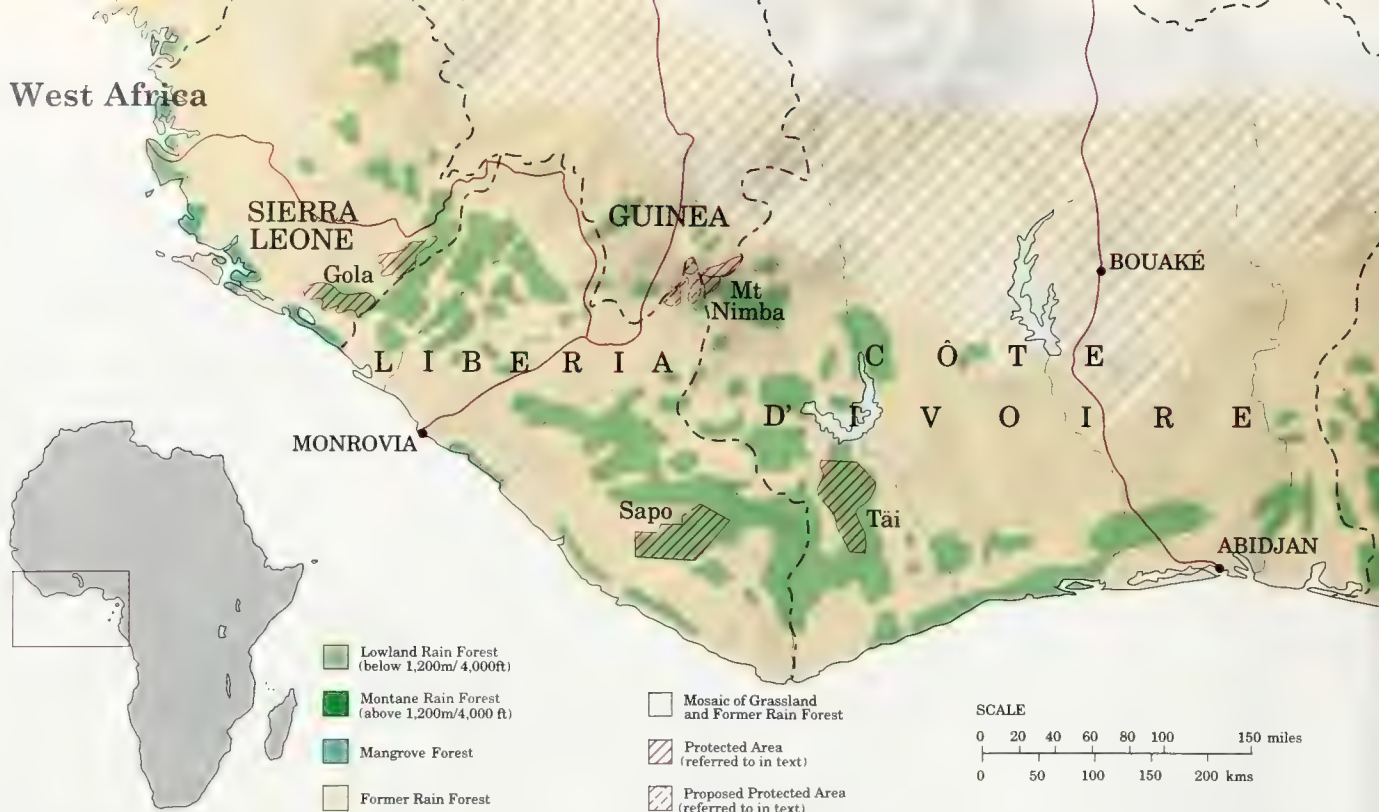 West Africa
SIERRA
LEONE
GUINEA
Gola
Mt
Nimba
BOUAKÉ
LIBERIA
CÔTE
D'IVOIRE
MONROVIA
Sapo
Täi
ABIDJAN
Lowland Rain Forest
(below 1,200m/ 4,000ft)
Montane Rain Forest
(above 1,200m/4,000 ft)
Mangrove Forest
Former Rain Forest
Mosaic of Grassland
and Former Rain Forest
Protected Area
(referred to in text)
Proposed Protected Area
(referred to in text)
SCALE
0 20 40 60 80 100 150 miles
0 50 100 150 200 kms